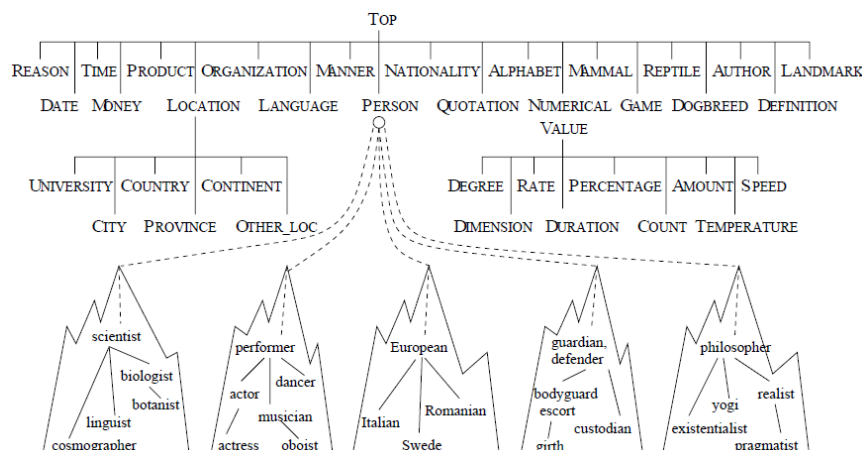 TOP
REASON TIME PRODUCT ORGANIZATION MANNER NATIONALITY ALPHABET MAMMAL REPTILE AUTHOR LANDMARK
DATE MONEY LOCATION LANGUAGE PERSON QUOTATION NUMERICAL VALUE GAME DOGBREED DEFINITION
UNIVERSITY COUNTRY CONTINENT DEGREE RATE PERCENTAGE AMOUNT SPEED
CITY PROVINCE OTHER_LOC DIMENSION DURATION COUNT TEMPERATURE
scientist
biologist
botanist
linguist
cosmographer
performer
actor
dancer
musician
actress
oboist
European
Italian
Romanian
Swede
guardian,
defender
bodyguard
escort
custodian
girth
philosopher
yogi
realist
existentialist
pragmatist